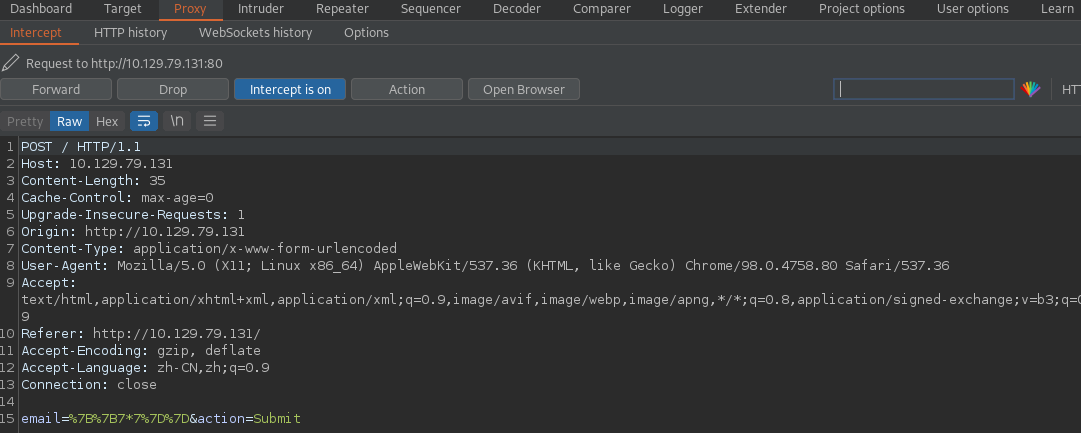 Dashboard Target Proxy Intruder Repeater Sequencer Decoder Comparer Logger Extender Project options User options Learn
Intercept HTTP history WebSockets history Options
Request to http://10.129.79.131:80
Forward Drop Intercept is on Action Open Browser HT
Pretty Raw Hex \n
1 POST / HTTP/1.1
2 Host: 10.129.79.131
3 Content-Length: 35
4 Cache-Control: max-age=0
5 Upgrade-Insecure-Requests: 1
6 Origin: http://10.129.79.131
7 Content-Type: application/x-www-form-urlencoded
8 User-Agent: Mozilla/5.0 (X11; Linux x86_64) AppleWebKit/537.36 (KHTML, like Gecko) Chrome/98.0.4758.80 Safari/537.36
9 Accept:
text/html,application/xhtml+xml,application/xml;q=0.9,image/avif,image/webp,image/apng,*/*;q=0.8,application/signed-exchange;v=b3;q=0
9
10 Referer: http://10.129.79.131/
11 Accept-Encoding: gzip, deflate
12 Accept-Language: zh-CN,zh;q=0.9
13 Connection: close
14
15 email=%7B%7B7*7%7D%7D&action=Submit